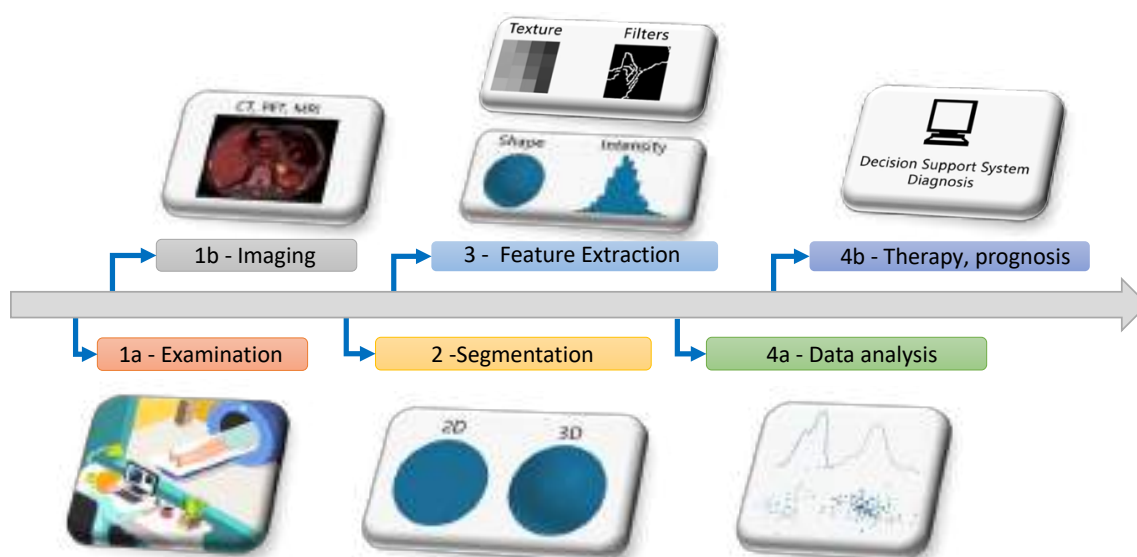 Texture Filters
CT, PET, MRI
Shape Intensity
Decision Support System
Diagnosis
1b - Imaging
3 - Feature Extraction
4b - Therapy, prognosis
1a - Examination
2 -Segmentation
4a - Data analysis
2D 3D